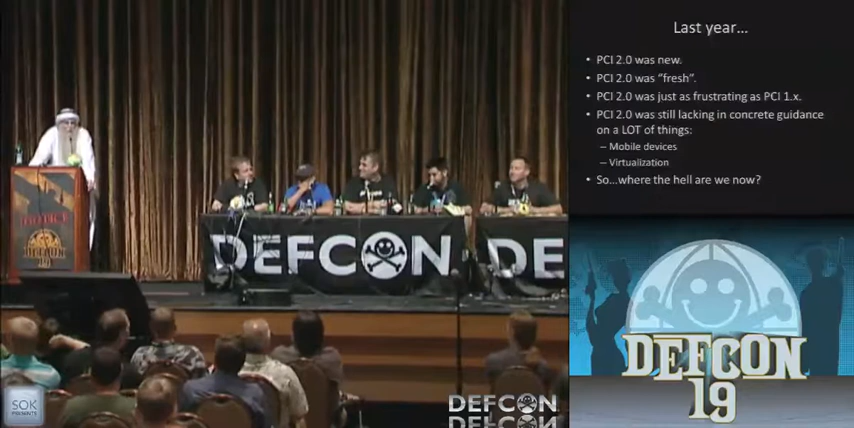 Last year...
• PCI 2.0 was new.
• PCI 2.0 was "fresh".
• PCI 2.0 was just as frustrating as PCI 1.x.
• PCI 2.0 was still lacking in concrete guidance
on a LOT of things:
– Mobile devices
– Virtualization
• So...where the hell are we now?
DEFCON
19
DEFCON
DE
DEFCON
19
SOK
DEFCON
DEFCON